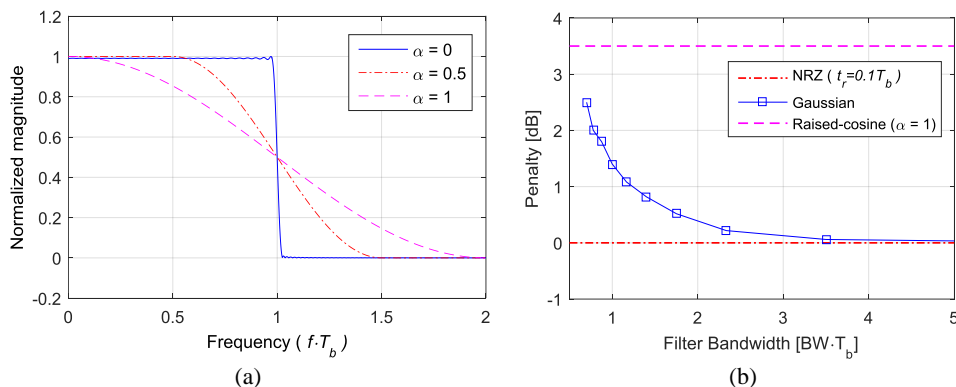 1.2
1
0.8
0.6
0.4
0.2
0
-0.2
Normalized magnitude
α = 0
α = 0.5
α = 1
0 0.5 1 1.5 2
Frequency ( f·T_b )
(a)
4
3
2
1
0
-1
Penalty [dB]
NRZ ( t_r=0.1T_b )
Gaussian
Raised-cosine (α = 1)
1 2 3 4 5
Filter Bandwidth [BW·T_b]
(b)